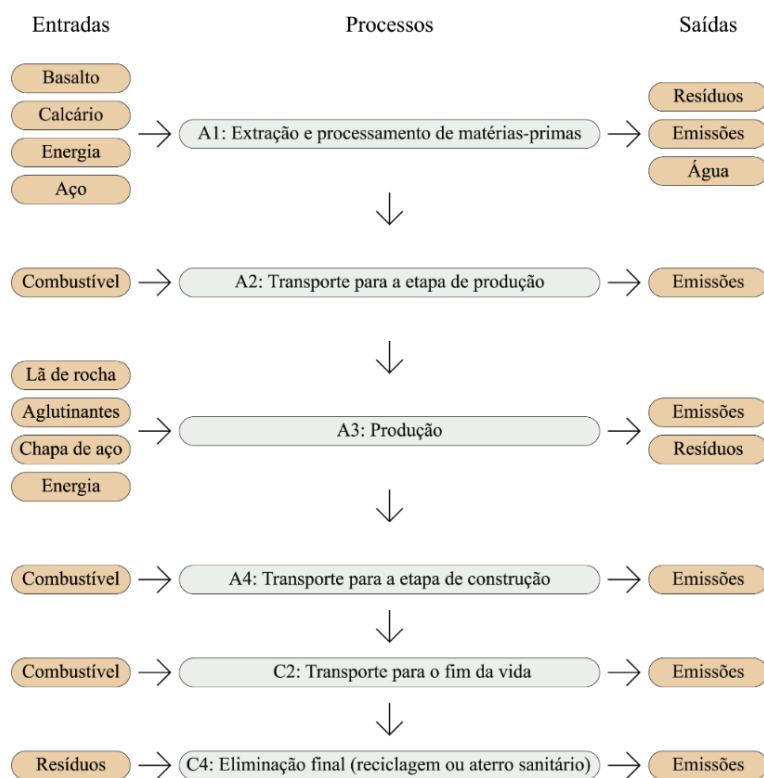 Entradas
Processos
Saídas
Basalto
Calcário
Energia
Aço
A1: Extração e processamento de matérias-primas
Resíduos
Emissões
Água
Combustível
A2: Transporte para a etapa de produção
Emissões
Lã de rocha
Aglutinantes
Chapa de aço
Energia
A3: Produção
Emissões
Resíduos
Combustível
A4: Transporte para a etapa de construção
Emissões
Combustível
C2: Transporte para o fim da vida
Emissões
Resíduos
C4: Eliminação final (reciclagem ou aterro sanitário)
Emissões